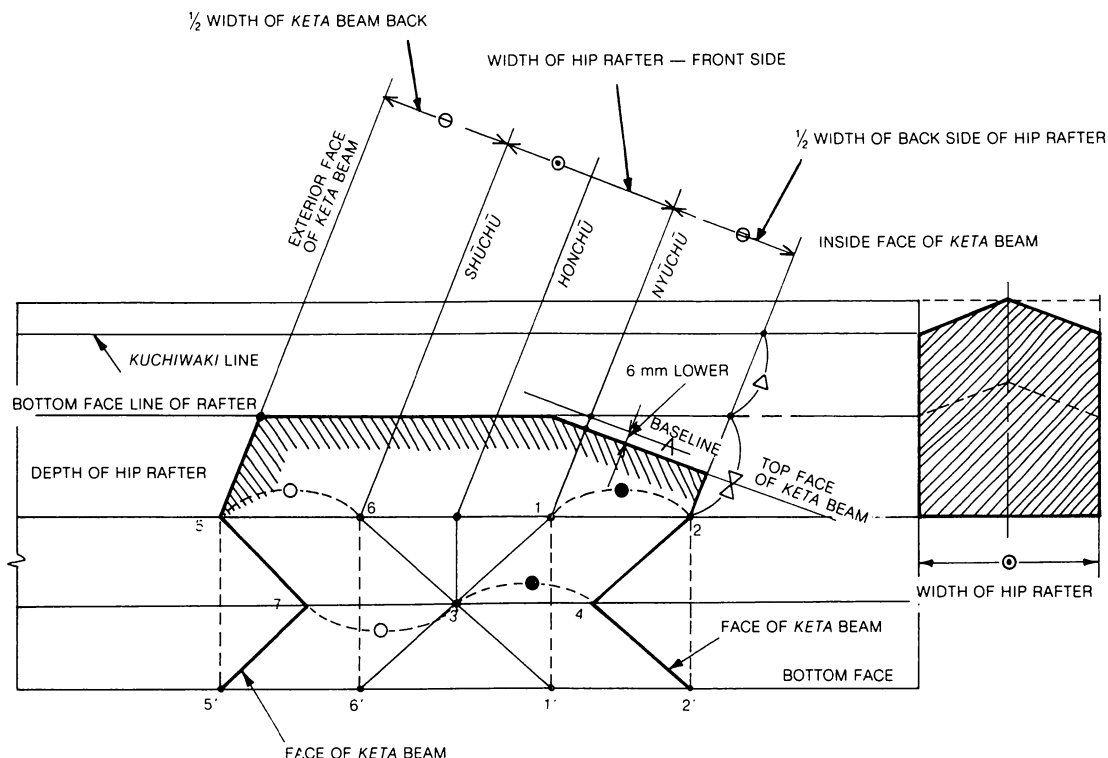 ½ WIDTH OF KETA BEAM BACK
WIDTH OF HIP RAFTER — FRONT SIDE
½ WIDTH OF BACK SIDE OF HIP RAFTER
EXTERIOR FACE
OF KETA BEAM
SHŪCHŪ
HONCHŪ
NYŪCHŪ
INSIDE FACE OF KETA BEAM
KUCHIWAKI LINE
6 mm LOWER
BOTTOM FACE LINE OF RAFTER
BASELINE
DEPTH OF HIP RAFTER
TOP FACE
OF KETA BEAM
5
6
1
2
WIDTH OF HIP RAFTER
7
3
4
FACE OF KETA BEAM
BOTTOM FACE
5'
6'
1'
2'
FACE OF KETA BEAM